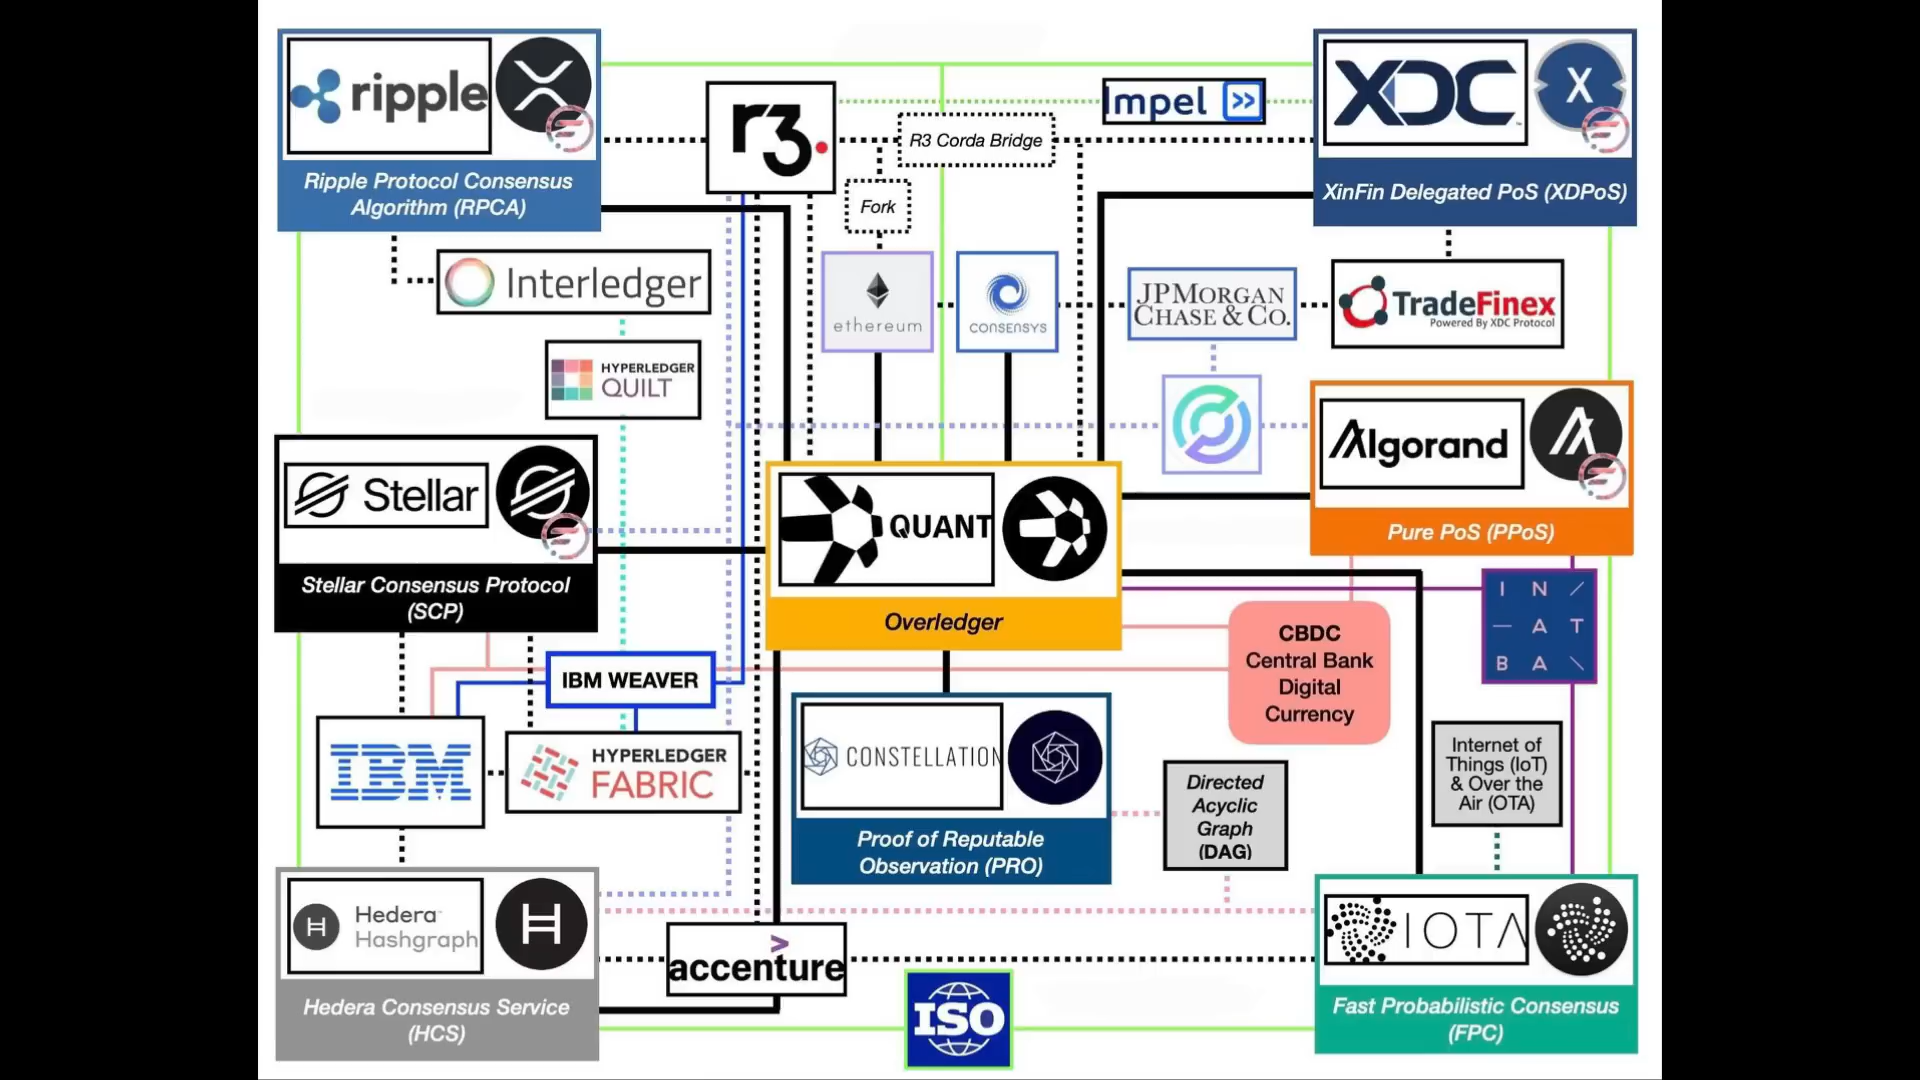 ripple
Ripple Protocol Consensus
Algorithm (RPCA)
r3.
R3 Corda Bridge
Impel
XDC
X
XinFin Delegated PoS (XDPoS)
Fork
Interledger
ethereum
CONSENSYS
JPMORGAN
CHASE & CO.
TradeFinex
Powered By XDC Protocol
HYPERLEDGER
QUILT
Stellar
Stellar Consensus Protocol
(SCP)
QUANT
Overledger
Algorand
Pure PoS (PPoS)
I N /
— A T
B A \
CBDC
Central Bank
Digital
Currency
IBM WEAVER
IBM
HYPERLEDGER
FABRIC
CONSTELLATION
Proof of Reputable
Observation (PRO)
Directed
Acyclic
Graph
(DAG)
Internet of
Things (IoT)
& Over the
Air (OTA)
Hedera
Hashgraph
H
H
Hedera Consensus Service
(HCS)
>
accenture
ISO
IOTA
Fast Probabilistic Consensus
(FPC)